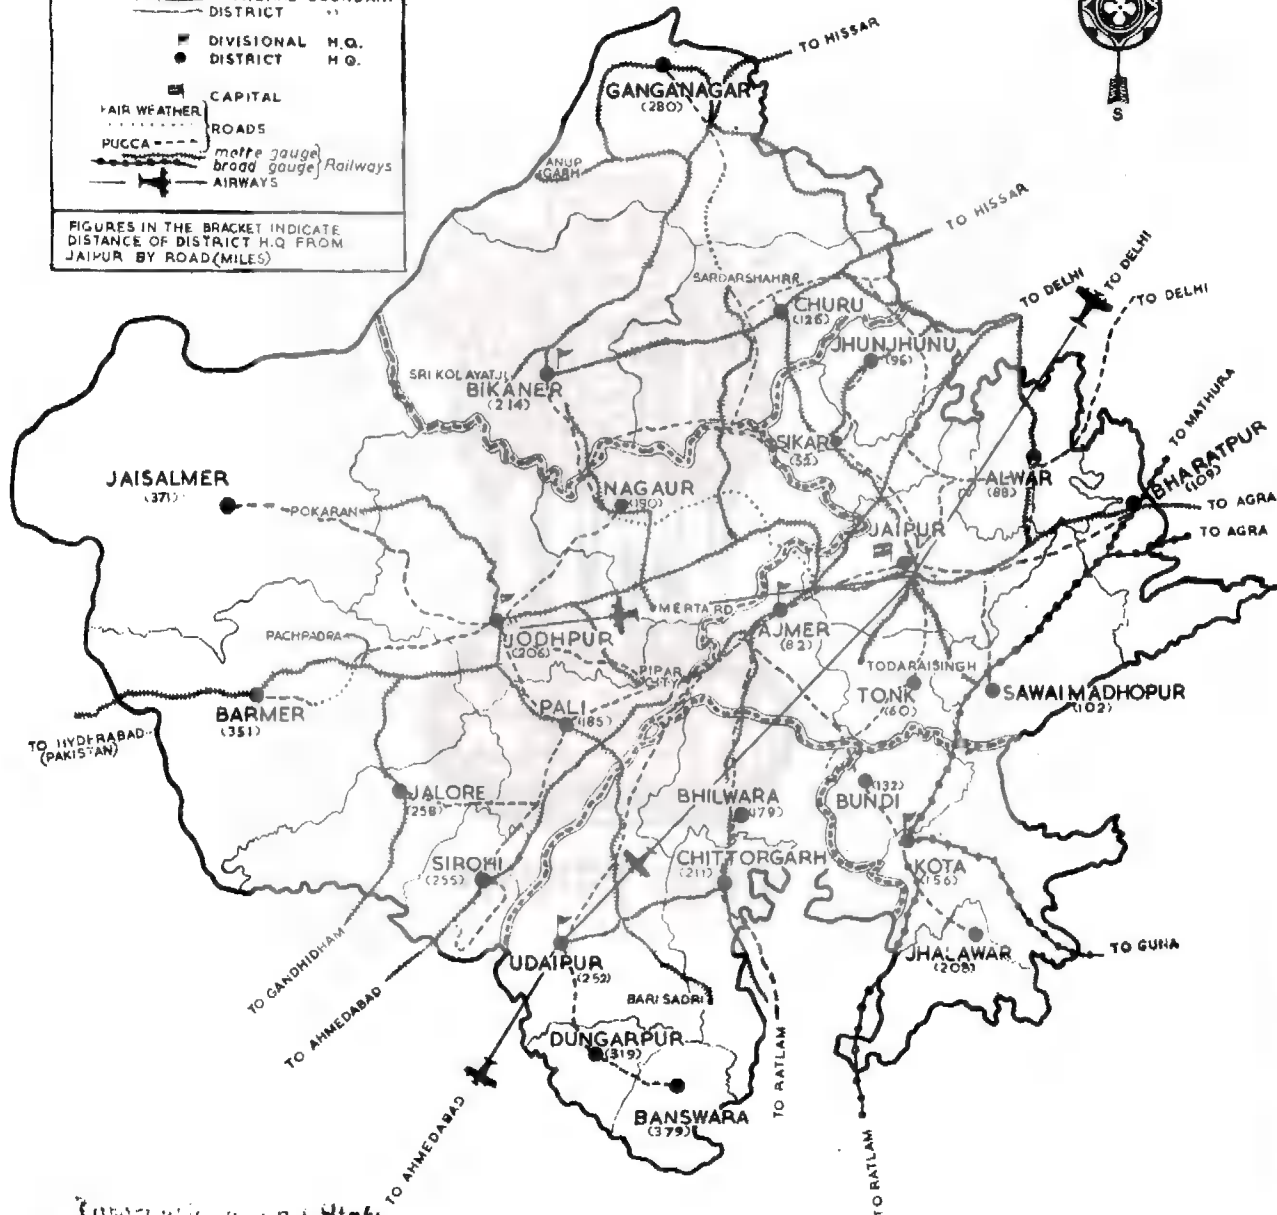 DISTRICT "
DIVISIONAL H.Q.
DISTRICT H.Q.
CAPITAL
FAIR WEATHER
ROADS
PUCCA
metre gauge
broad gauge
Railways
AIRWAYS
FIGURES IN THE BRACKET INDICATE
DISTANCE OF DISTRICT H.Q FROM
JAIPUR BY ROAD(MILES)
S
TO HISSAR
GANGANAGAR
(280)
ANUP
GARH
TO HISSAR
SARDARSHAHR
CHURU
(126)
TO DELHI
TO DELHI
TO DELHI
JHUNJHUNU
(96)
SRI KOLAYATJI
BIKANER
(214)
TO MATHURA
SIKAR
JAISALMER
(371)
POKARAN
NAGAUR
(190)
ALWAR
(88)
BHARATPUR
(109)
TO AGRA
TO AGRA
JAIPUR
MERTA RD.
PACHPADRA
JODHPUR
(206)
AJMER
(82)
PIPAR
CITY
TODARAISINGH
TONK
(60)
SAWAIMADHOPUR
(102)
BARMER
(351)
PALI
(185)
TO HYDERABAD
(PAKISTAN)
JALORE
(258)
BHILWARA
(179)
BUNDI
(132)
SIROHI
(255)
CHITTORGARH
(211)
KOTA
(156)
UDAIPUR
(252)
JHALAWAR
(208)
TO GUNA
TO GANDHIDHAM
TO AHMEDABAD
BARI SADRI
DUNGARPUR
(319)
BANSWARA
(379)
TO RATLAM
TO AHMEDABAD
TO RATLAM